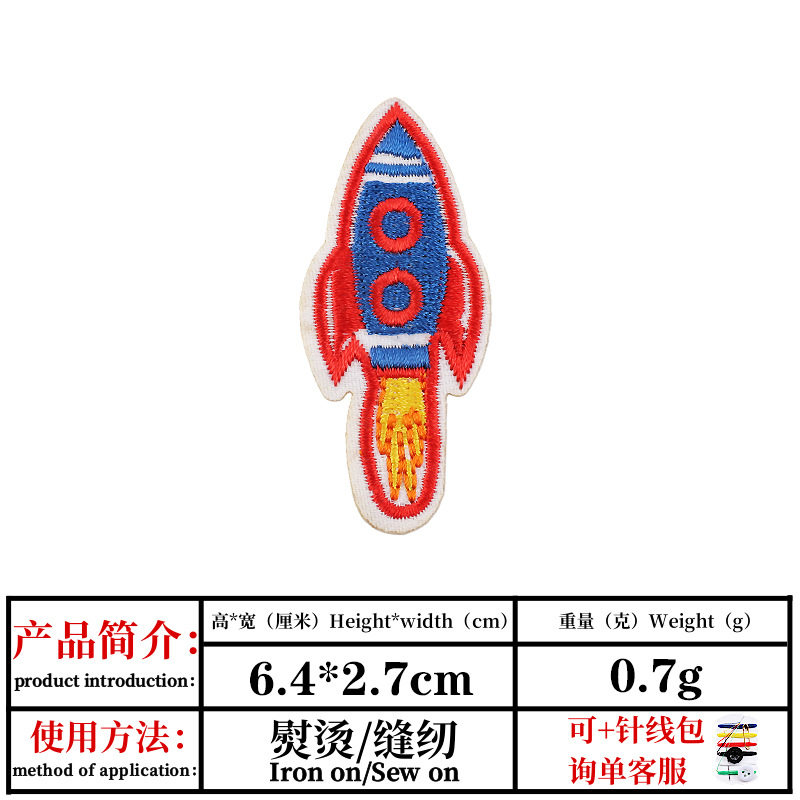 产品简介：
product introduction：
高*宽（厘米）Height*width（cm）
重量（克）Weight（g）
6.4*2.7cm
0.7g
使用方法：
method of application：
熨烫/缝纫
Iron on/Sew on
可+针线包
询单客服